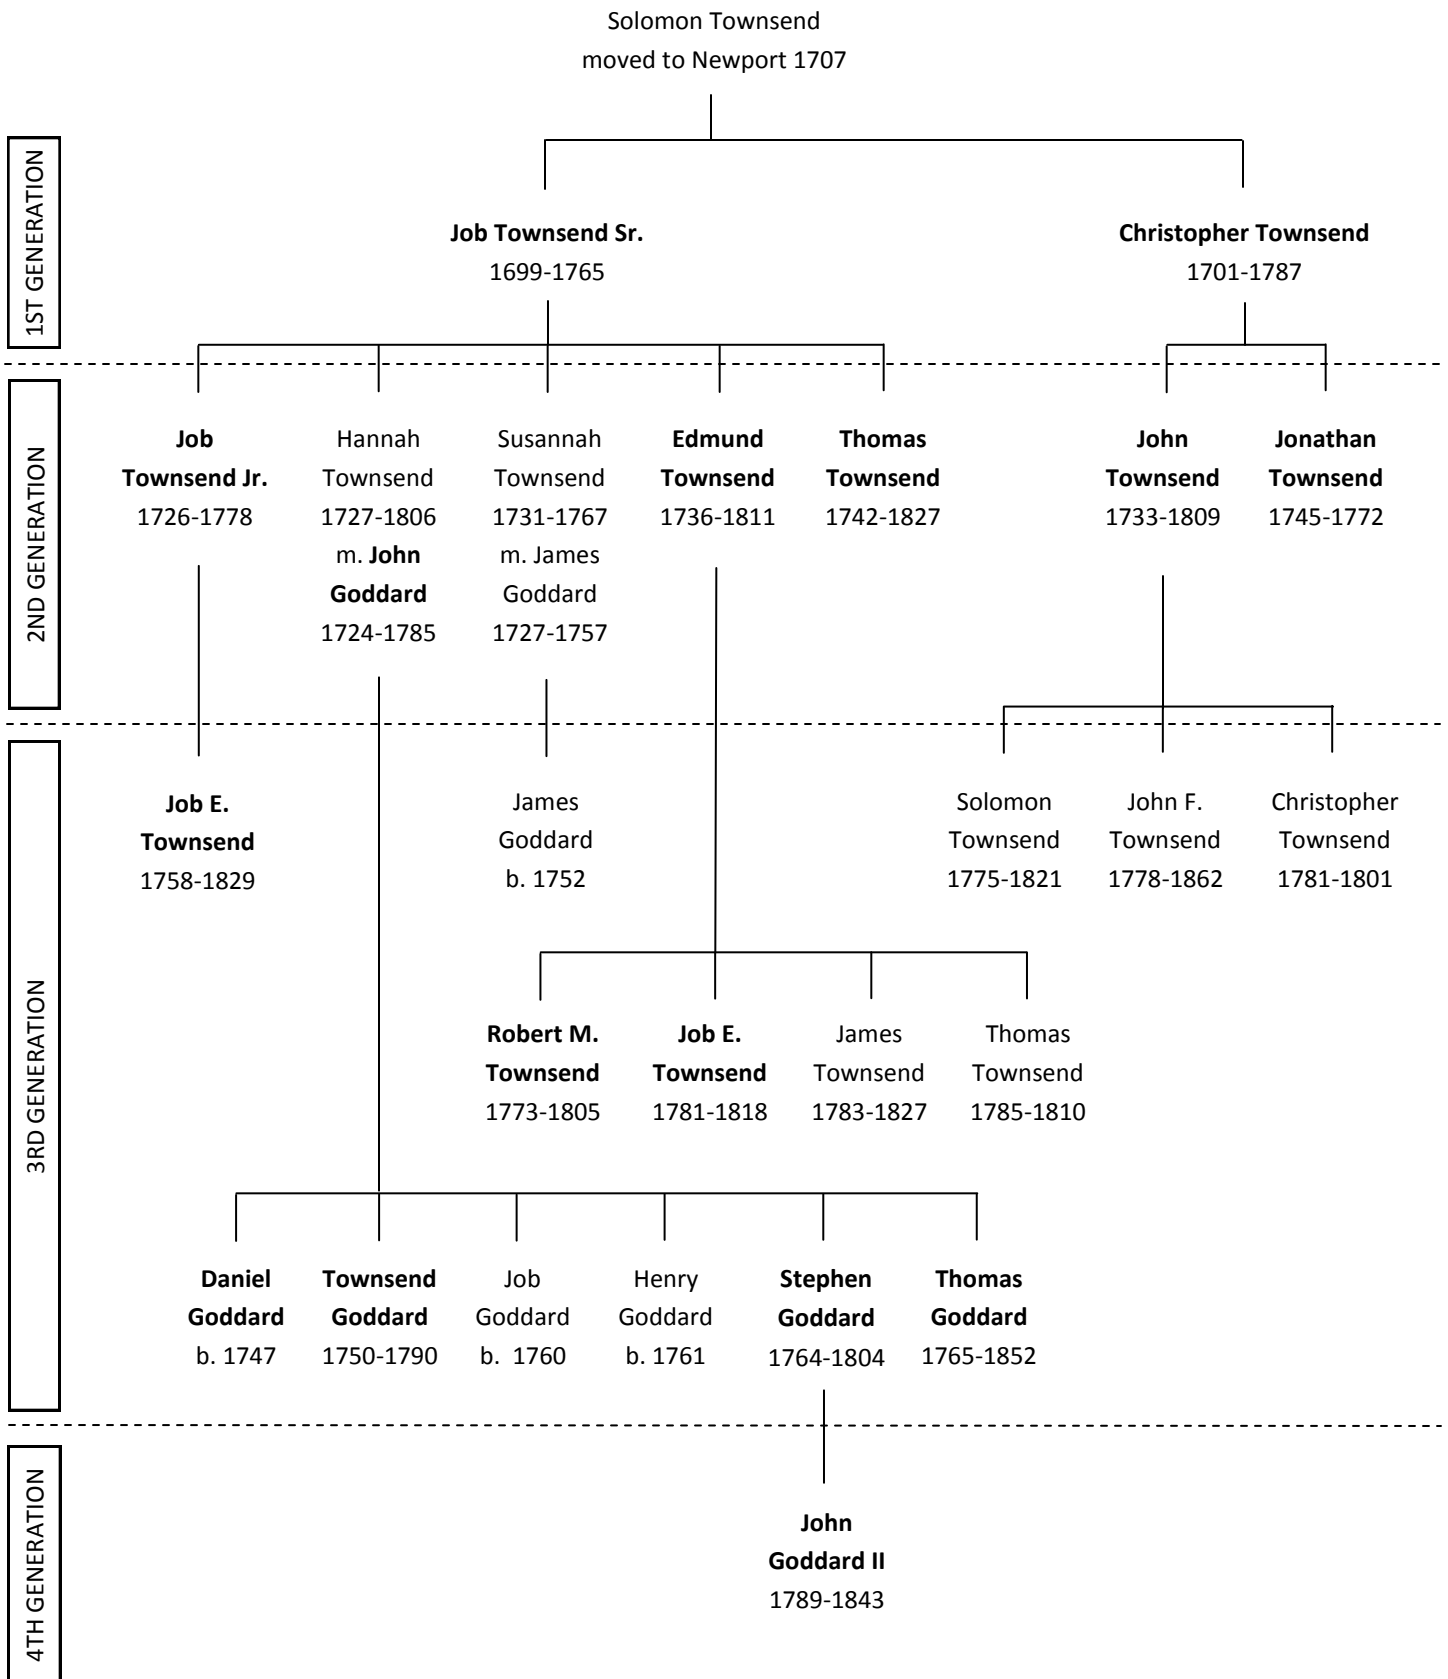 Solomon Townsend
moved to Newport 1707
1ST GENERATION
Job Townsend Sr.
1699-1765
Christopher Townsend
1701-1787
2ND GENERATION
Job
Townsend Jr.
1726-1778
Hannah
Townsend
1727-1806
m. John
Goddard
1724-1785
Susannah
Townsend
1731-1767
m. James
Goddard
1727-1757
Edmund
Townsend
1736-1811
Thomas
Townsend
1742-1827
John
Townsend
1733-1809
Jonathan
Townsend
1745-1772
3RD GENERATION
Job E.
Townsend
1758-1829
James
Goddard
b. 1752
Solomon
Townsend
1775-1821
John F.
Townsend
1778-1862
Christopher
Townsend
1781-1801
Robert M.
Townsend
1773-1805
Job E.
Townsend
1781-1818
James
Townsend
1783-1827
Thomas
Townsend
1785-1810
Daniel
Goddard
b. 1747
Townsend
Goddard
1750-1790
Job
Goddard
b. 1760
Henry
Goddard
b. 1761
Stephen
Goddard
1764-1804
Thomas
Goddard
1765-1852
4TH GENERATION
John
Goddard II
1789-1843